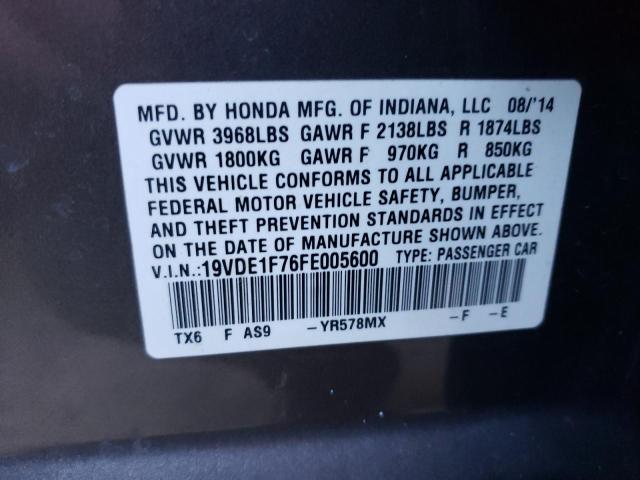 MFD. BY HONDA MFG. OF INDIANA, LLC 08/'14
GVWR 3968LBS GAWR F 2138LBS R 1874LBS
GVWR 1800KG GAWR F 970KG R 850KG
THIS VEHICLE CONFORMS TO ALL APPLICABLE
FEDERAL MOTOR VEHICLE SAFETY, BUMPER,
AND THEFT PREVENTION STANDARDS IN EFFECT
ON THE DATE OF MANUFACTURE SHOWN ABOVE.
V.I.N.:19VDE1F76FE005600 TYPE: PASSENGER CAR
TX6 F AS9 -YR578MX -F -E